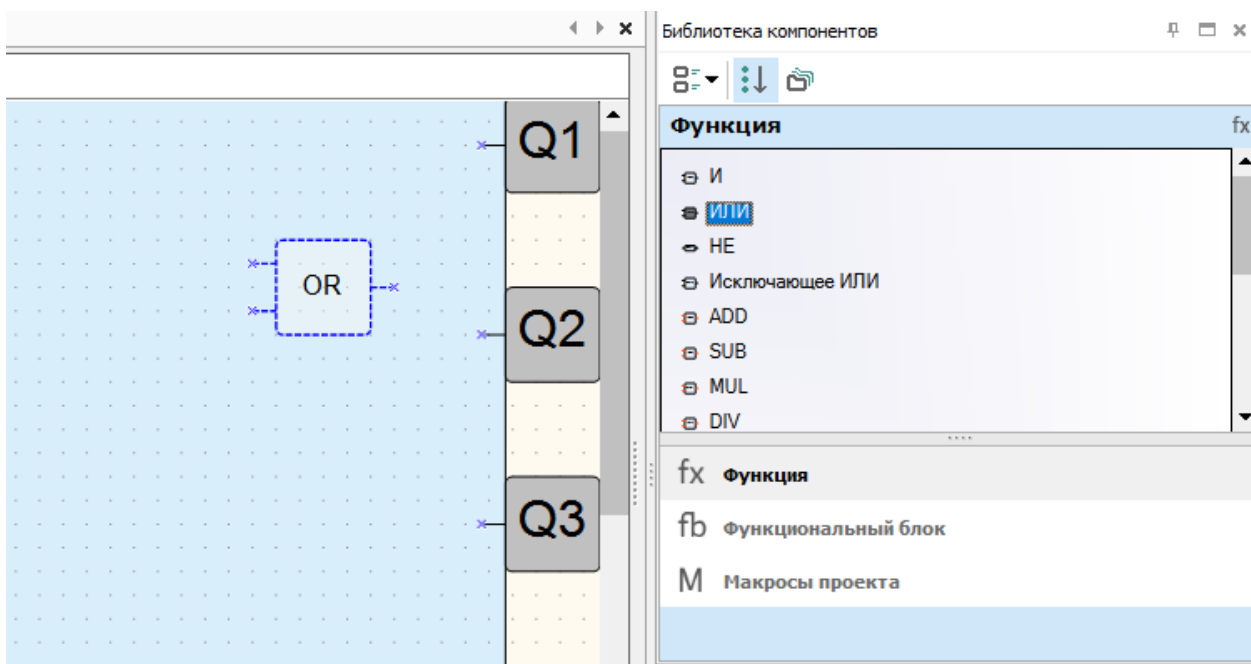 Библиотека компонентов
Функция
fx
И
ИЛИ
НЕ
Исключающее ИЛИ
ADD
SUB
MUL
DIV
fx Функция
fb Функциональный блок
M Макросы проекта
Q1
OR
Q2
Q3